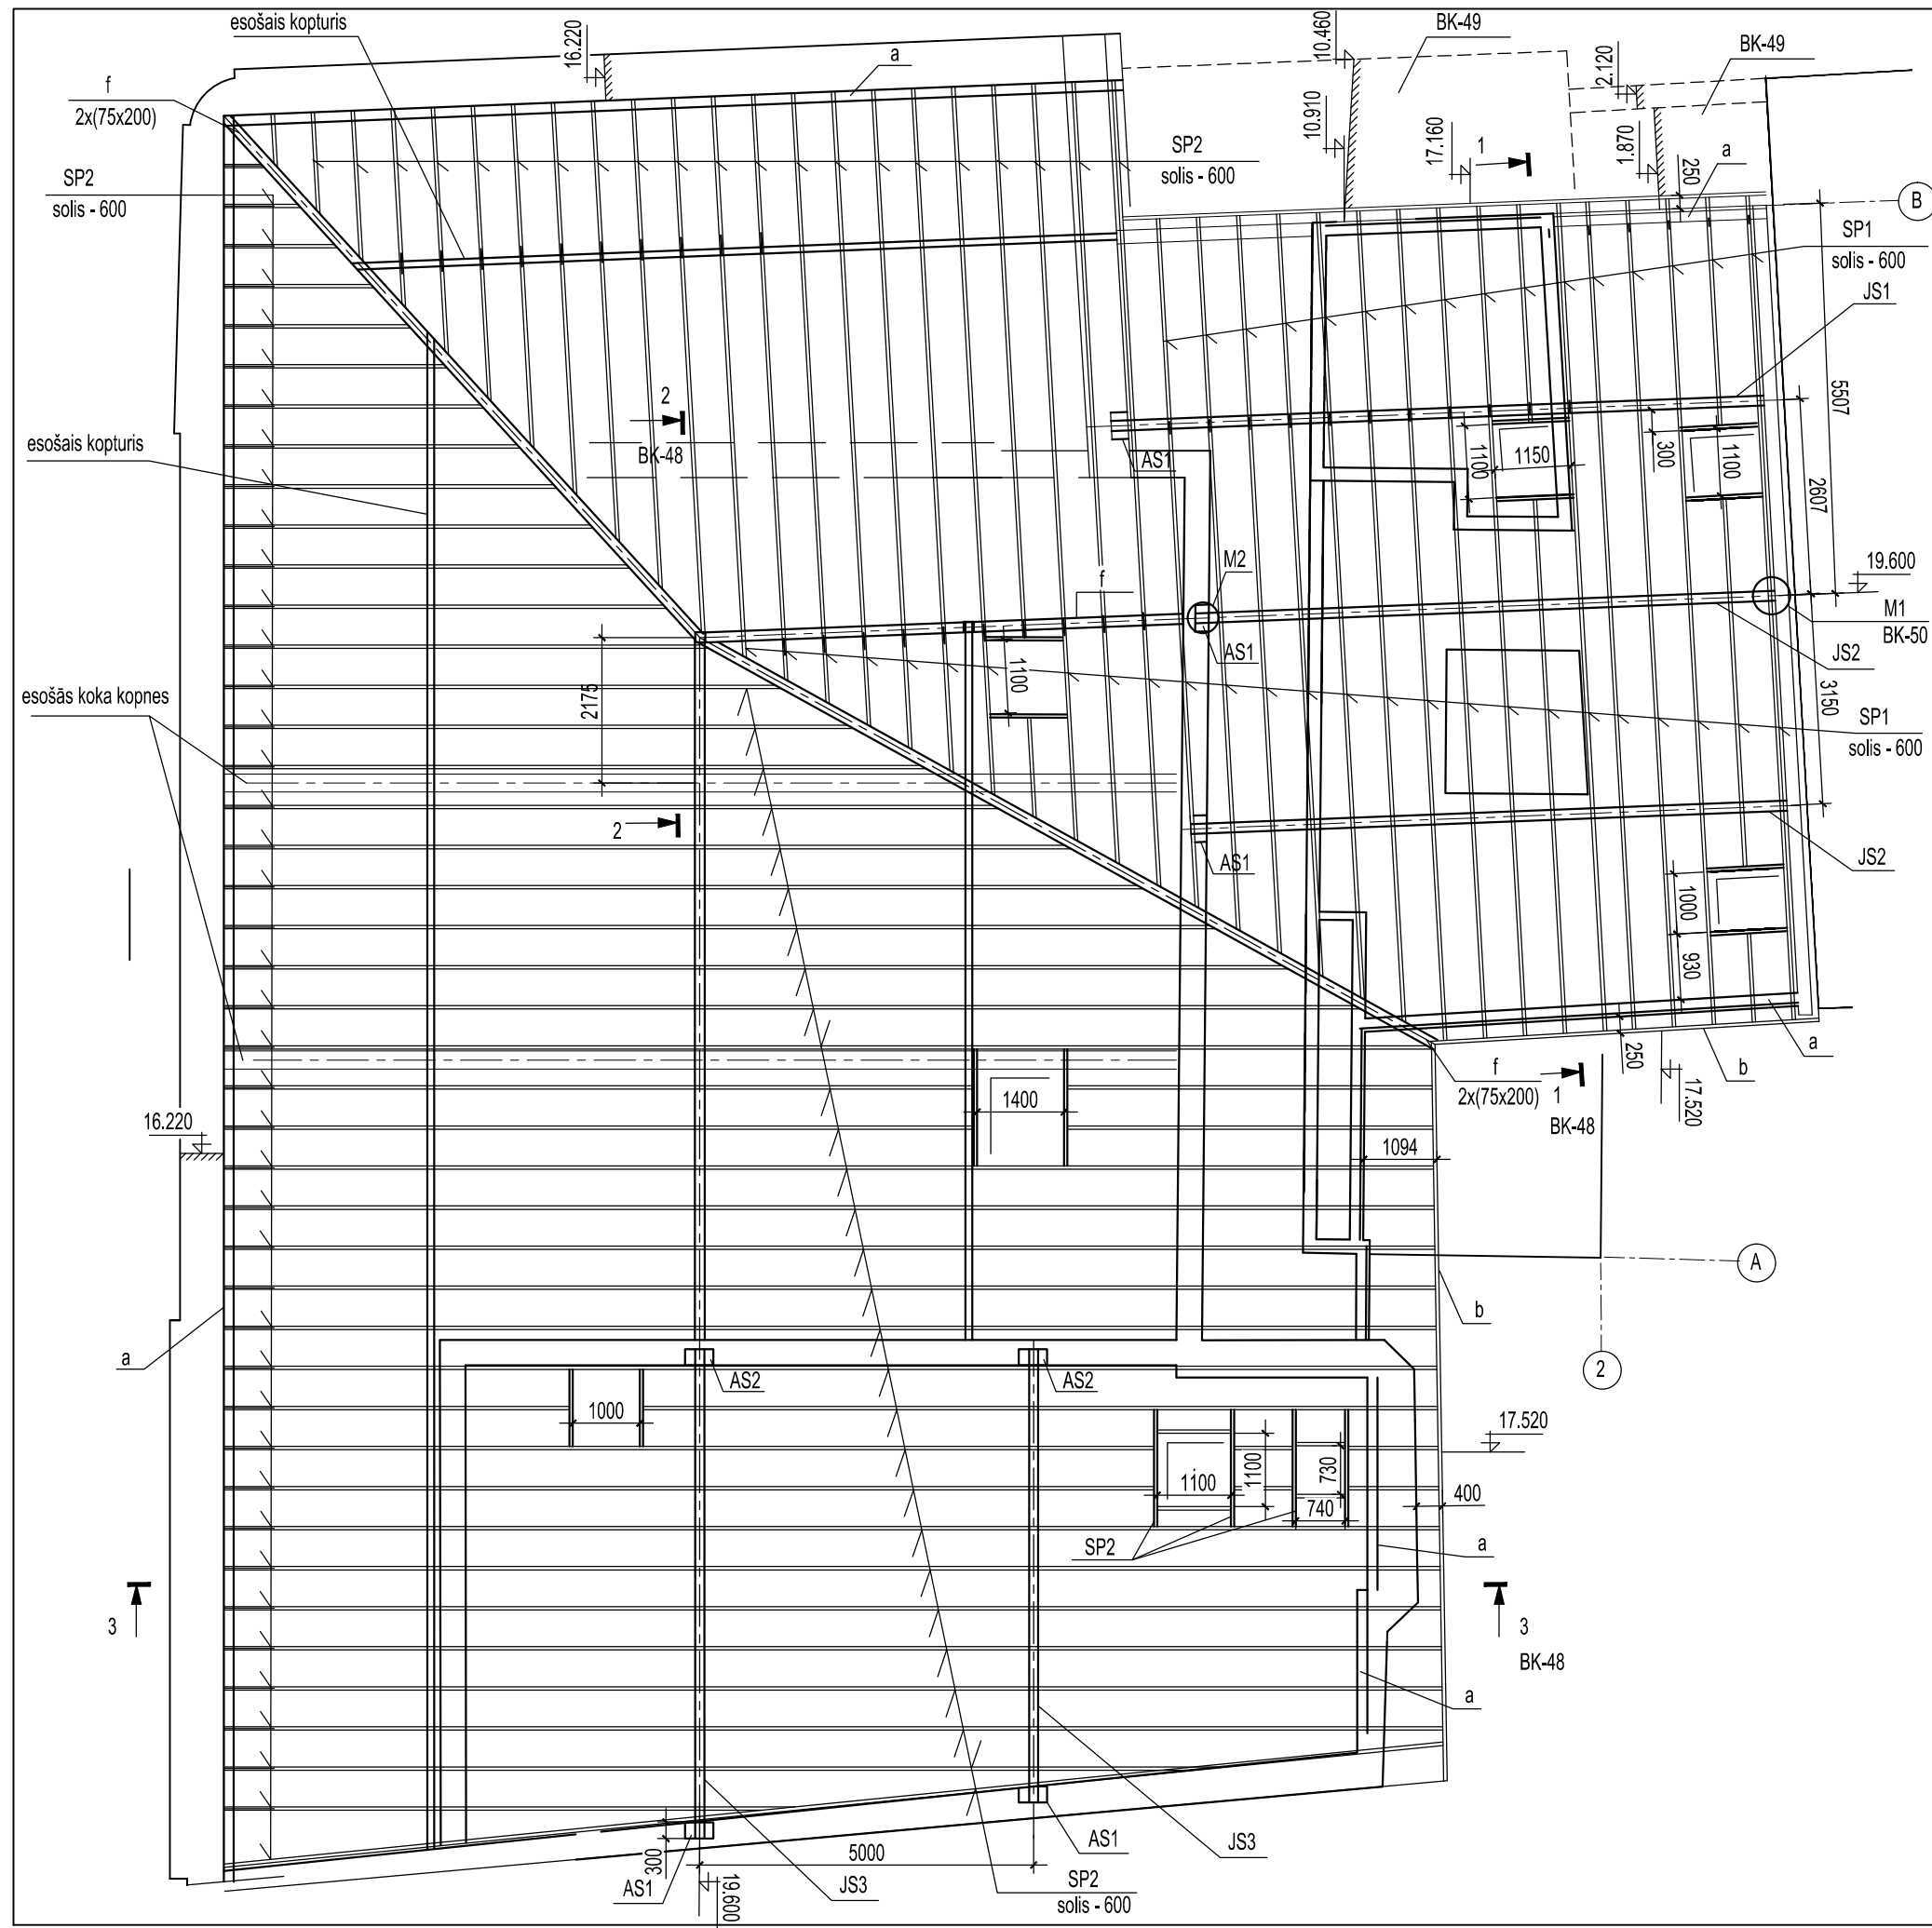 esošais kopturis
16.220
a
10.460
BK-49
BK-49
2.120
f
2x(75x200)
10.910
17.160
1
1.870
250
a
SP2
solis - 600
SP2
solis - 600
B
SP1
solis - 600
JS1
5507
2
BK-48
esošais kopturis
AS1
1100
1150
300
1100
2607
19.600
M2
f
M1
BK-50
AS1
JS2
1100
2175
3150
esošās koka kopnes
SP1
solis - 600
2
AS1
JS2
1000
930
a
b
250
17.520
f
2x(75x200)
1
BK-48
1400
16.220
1094
A
b
a
2
AS2
AS2
1000
17.520
1100
1100
730
740
400
SP2
a
3
3
BK-48
a
300
5000
AS1
JS3
AS1
19.600
JS3
SP2
solis - 600